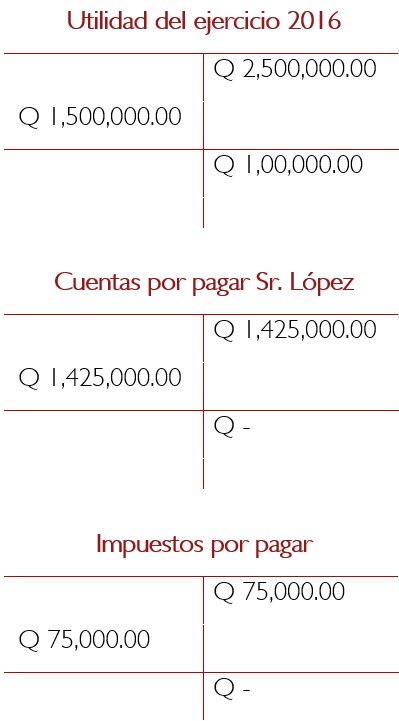 Utilidad del ejercicio 2016
Q 2,500,000.00
Q 1,500,000.00
Q 1,00,000.00
Cuentas por pagar Sr. López
Q 1,425,000.00
Q 1,425,000.00
Q -
Impuestos por pagar
Q 75,000.00
Q 75,000.00
Q -